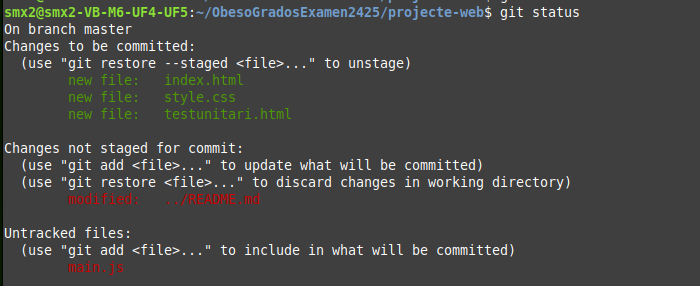 smx2@smx2-VB-M6-UF4-UF5:~/ObesoGradosExamen2425/projecte-web$ git status
On branch master
Changes to be committed:
  (use "git restore --staged <file>..." to unstage)
        new file:   index.html
        new file:   style.css
        new file:   testunitari.html

Changes not staged for commit:
  (use "git add <file>..." to update what will be committed)
  (use "git restore <file>..." to discard changes in working directory)
        modified:   ../README.md

Untracked files:
  (use "git add <file>..." to include in what will be committed)
        main.js